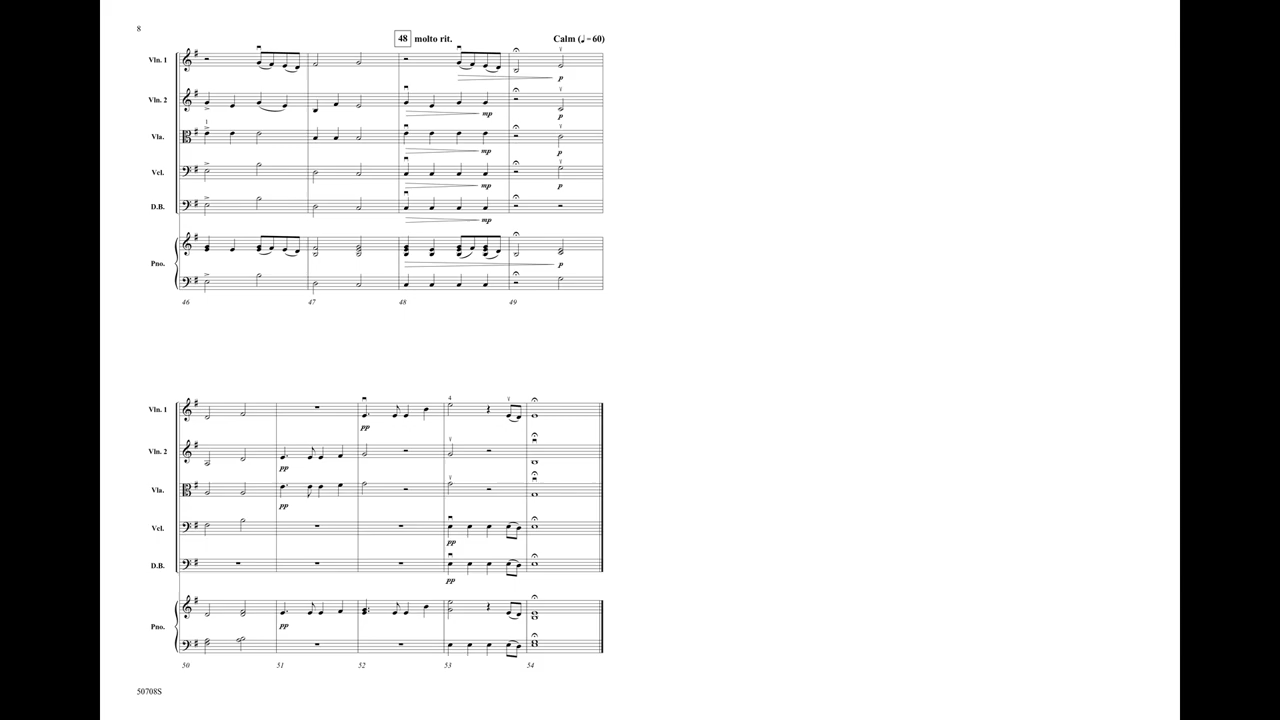 8
48 molto rit. Calm (♩=60)
Vln. 1
p
Vln. 2
mp p
3
Vla.
mp p
Vcl.
mp p
D.B.
mp
Pno.
p
46 47 48 49
4
Vln. 1
pp
Vln. 2
pp
Vla.
pp
Vcl.
pp
D.B.
pp
Pno.
pp
50 51 52 53 54
50708S